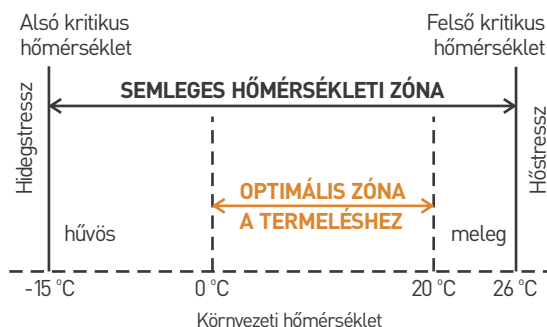 Alsó kritikus
hőmérséklet
Felső kritikus
hőmérséklet
Hidegstressz
SEMLEGES HŐMÉRSÉKLETI ZÓNA
Hőstressz
OPTIMÁLIS ZÓNA
A TERMELÉSHEZ
hűvös
meleg
-15 °C
0 °C
20 °C
26 °C
Környezeti hőmérséklet